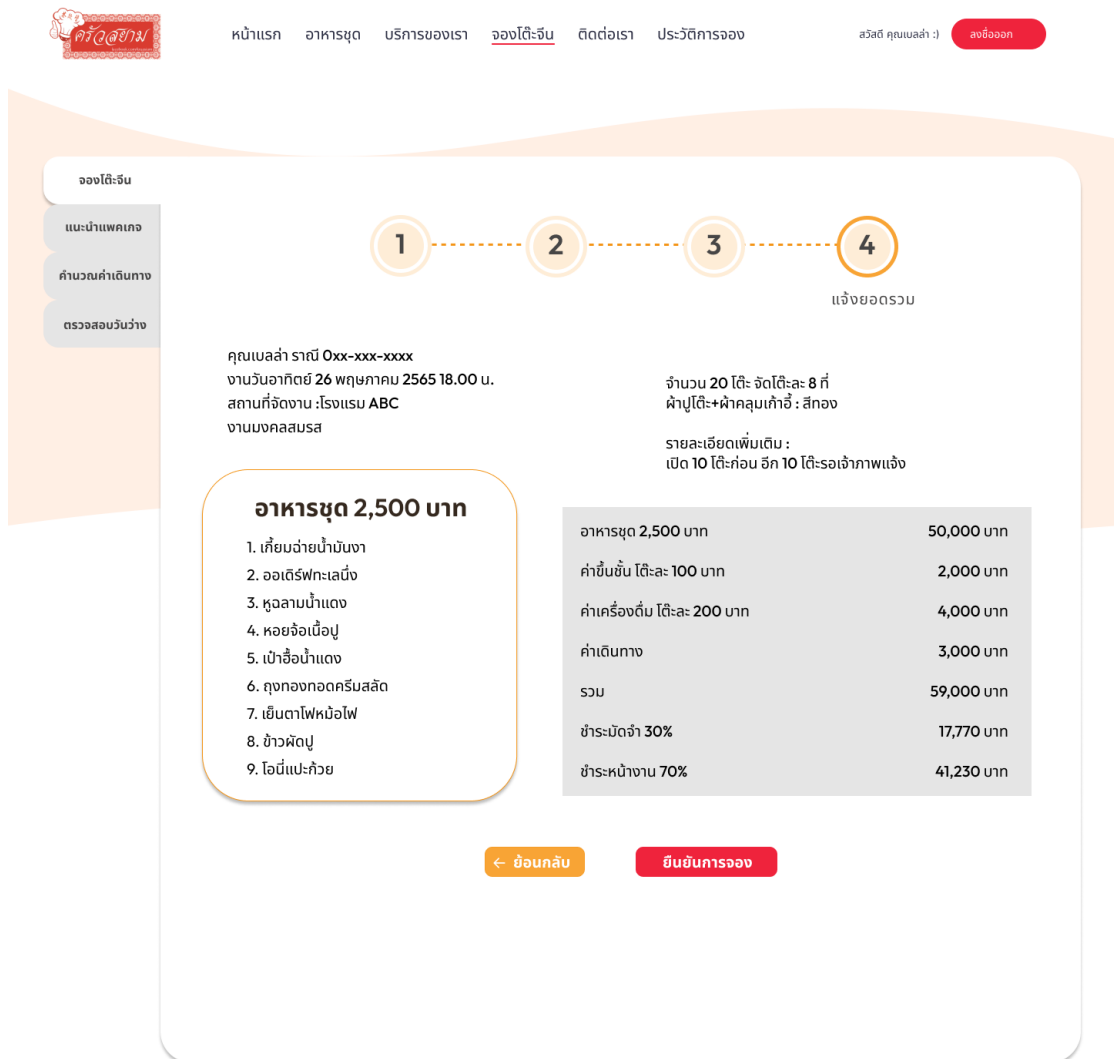 ครัวสยาม
หน้าแรก อาหารชุด บริการของเรา จองโต๊ะจีน ติดต่อเรา ประวัติการจอง
สวัสดี คุณเบลล่า :)
ลงชื่อออก
จองโต๊ะจีน
แนะนำแพคเกจ
คำนวณค่าเดินทาง
ตรวจสอบวันว่าง
1 2 3 4
แจ้งยอดรวม
คุณเบลล่า ราณี 0xx-xxx-xxxx
งานวันอาทิตย์ 26 พฤษภาคม 2565 18.00 น.
สถานที่จัดงาน :โรงแรม ABC
งานมงคลสมรส
จำนวน 20 โต๊ะ จัดโต๊ะละ 8 ที่
ผ้าปูโต๊ะ+ผ้าคลุมเก้าอี้ : สีทอง
รายละเอียดเพิ่มเติม :
เปิด 10 โต๊ะก่อน อีก 10 โต๊ะรอเจ้าภาพแจ้ง
อาหารชุด 2,500 บาท
1. เกี้ยมฉ่ายน้ำมันงา
2. ออเดิร์ฟทะเลนึ่ง
3. หูฉลามน้ำแดง
4. หอยจ้อเนื้อปู
5. เป๋าฮื้อน้ำแดง
6. ถุงทองทอดครีมสลัด
7. เย็นตาโฟหม้อไฟ
8. ข้าวผัดปู
9. โอนี่แปะก้วย
อาหารชุด 2,500 บาท 50,000 บาท
ค่าขึ้นชั้น โต๊ะละ 100 บาท 2,000 บาท
ค่าเครื่องดื่ม โต๊ะละ 200 บาท 4,000 บาท
ค่าเดินทาง 3,000 บาท
รวม 59,000 บาท
ชำระมัดจำ 30% 17,770 บาท
ชำระหน้างาน 70% 41,230 บาท
← ย้อนกลับ
ยืนยันการจอง